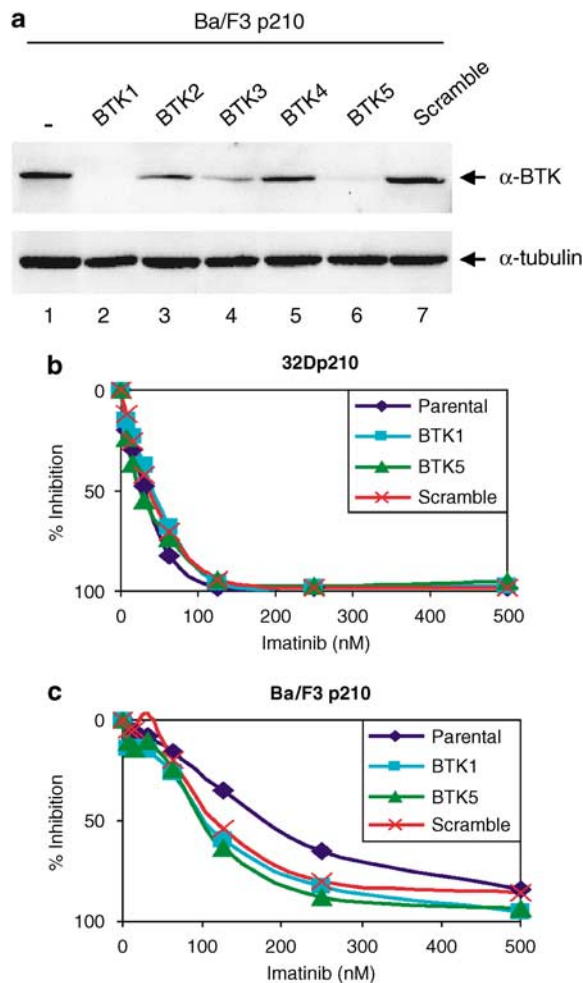 a
Ba/F3 p210
- BTK1 BTK2 BTK3 BTK4 BTK5 Scramble
α-BTK
α-tubulin
1 2 3 4 5 6 7
b
32Dp210
0
50
100
% Inhibition
Parental
BTK1
BTK5
Scramble
0 100 200 300 400 500
Imatinib (nM)
c
Ba/F3 p210
0
50
100
% Inhibition
Parental
BTK1
BTK5
Scramble
0 100 200 300 400 500
Imatinib (nM)